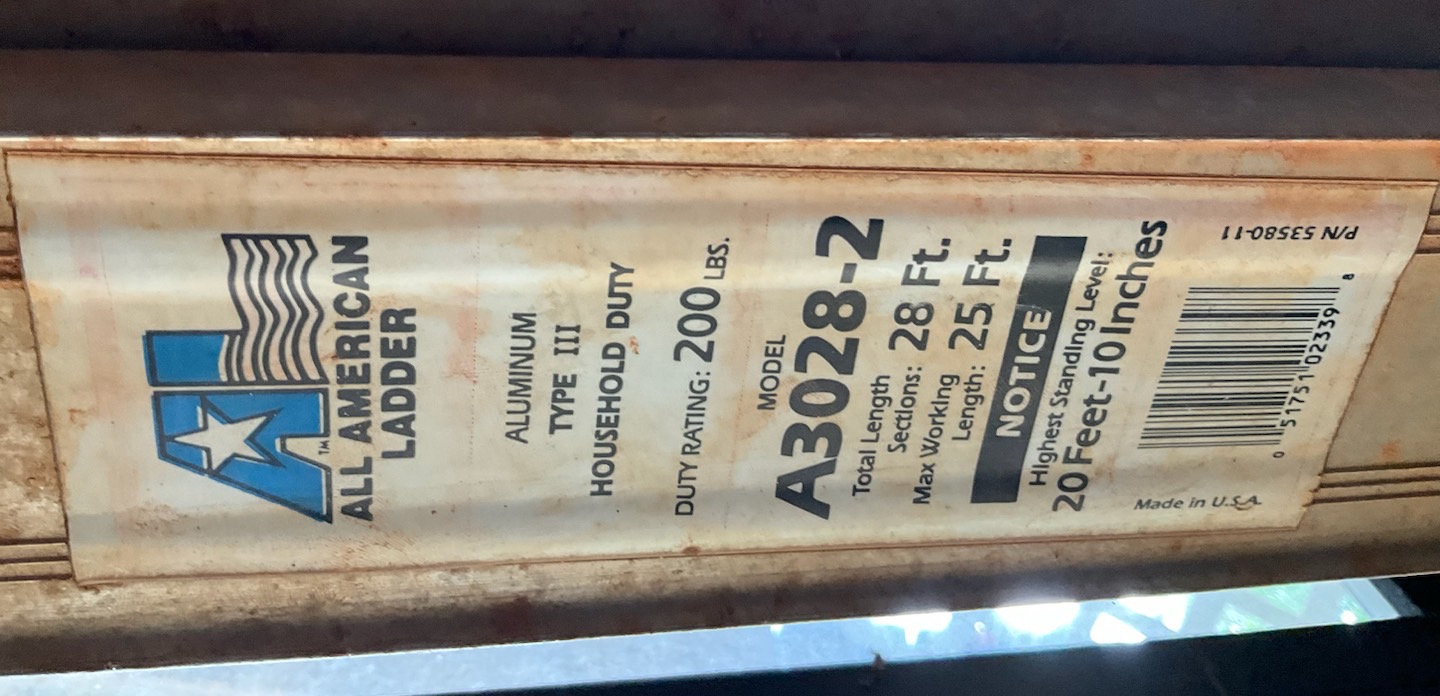 ALL AMERICAN
LADDER
TM
ALUMINUM
TYPE III
HOUSEHOLD DUTY
DUTY RATING: 200 LBS.
MODEL
A3028-2
Total Length
Sections: 28 Ft.
Max Working
Length: 25 Ft.
NOTICE
Highest Standing Level:
20 Feet-10 Inches
0 51751 02339 8
P/N 53580-11
Made in U.S.A.